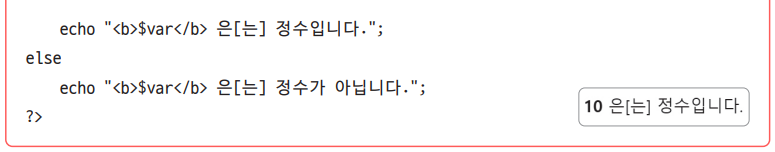 echo "<b>$var</b> 은[는] 정수입니다.";
else
echo "<b>$var</b> 은[는] 정수가 아닙니다.";
?>
10 은[는] 정수입니다.